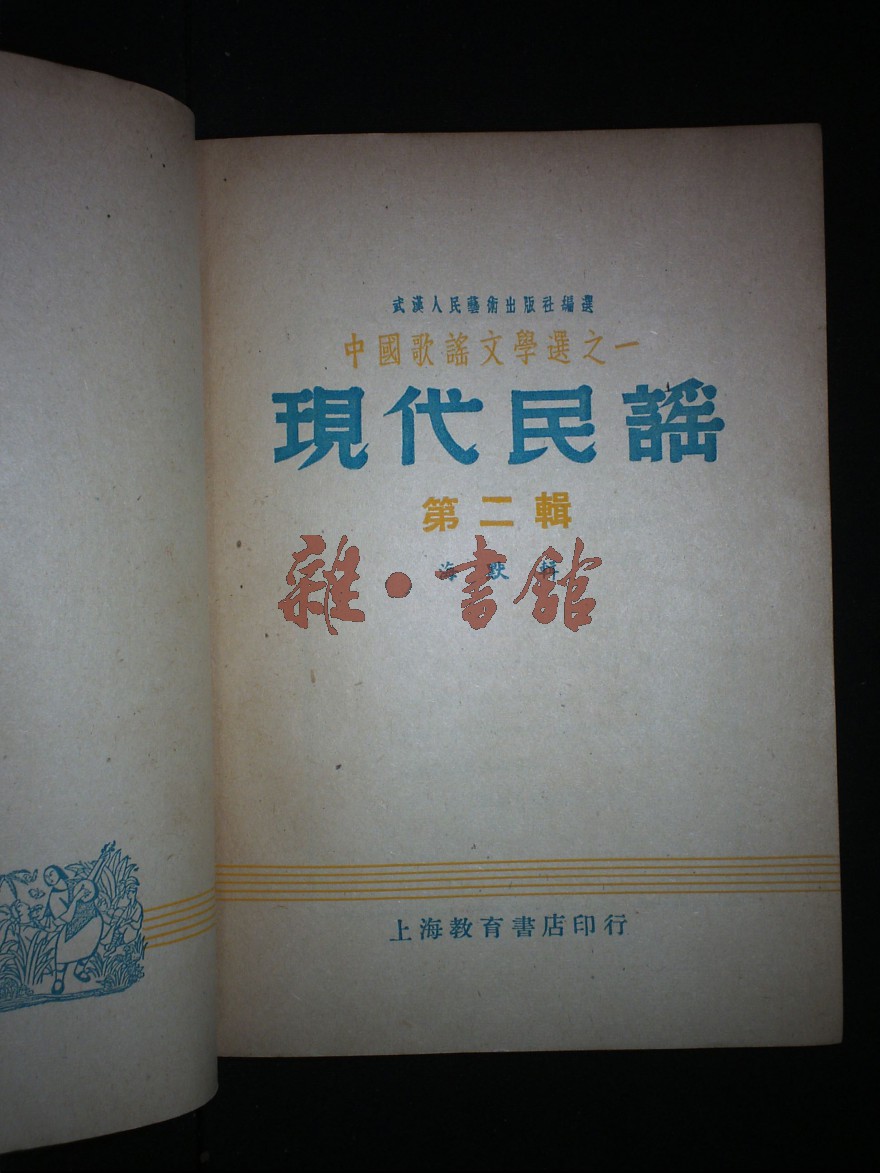 武漢人民藝術出版社編選
中國歌謠文學選之一
現代民謠
第二輯
海默
雜·書館
上海教育書店印行